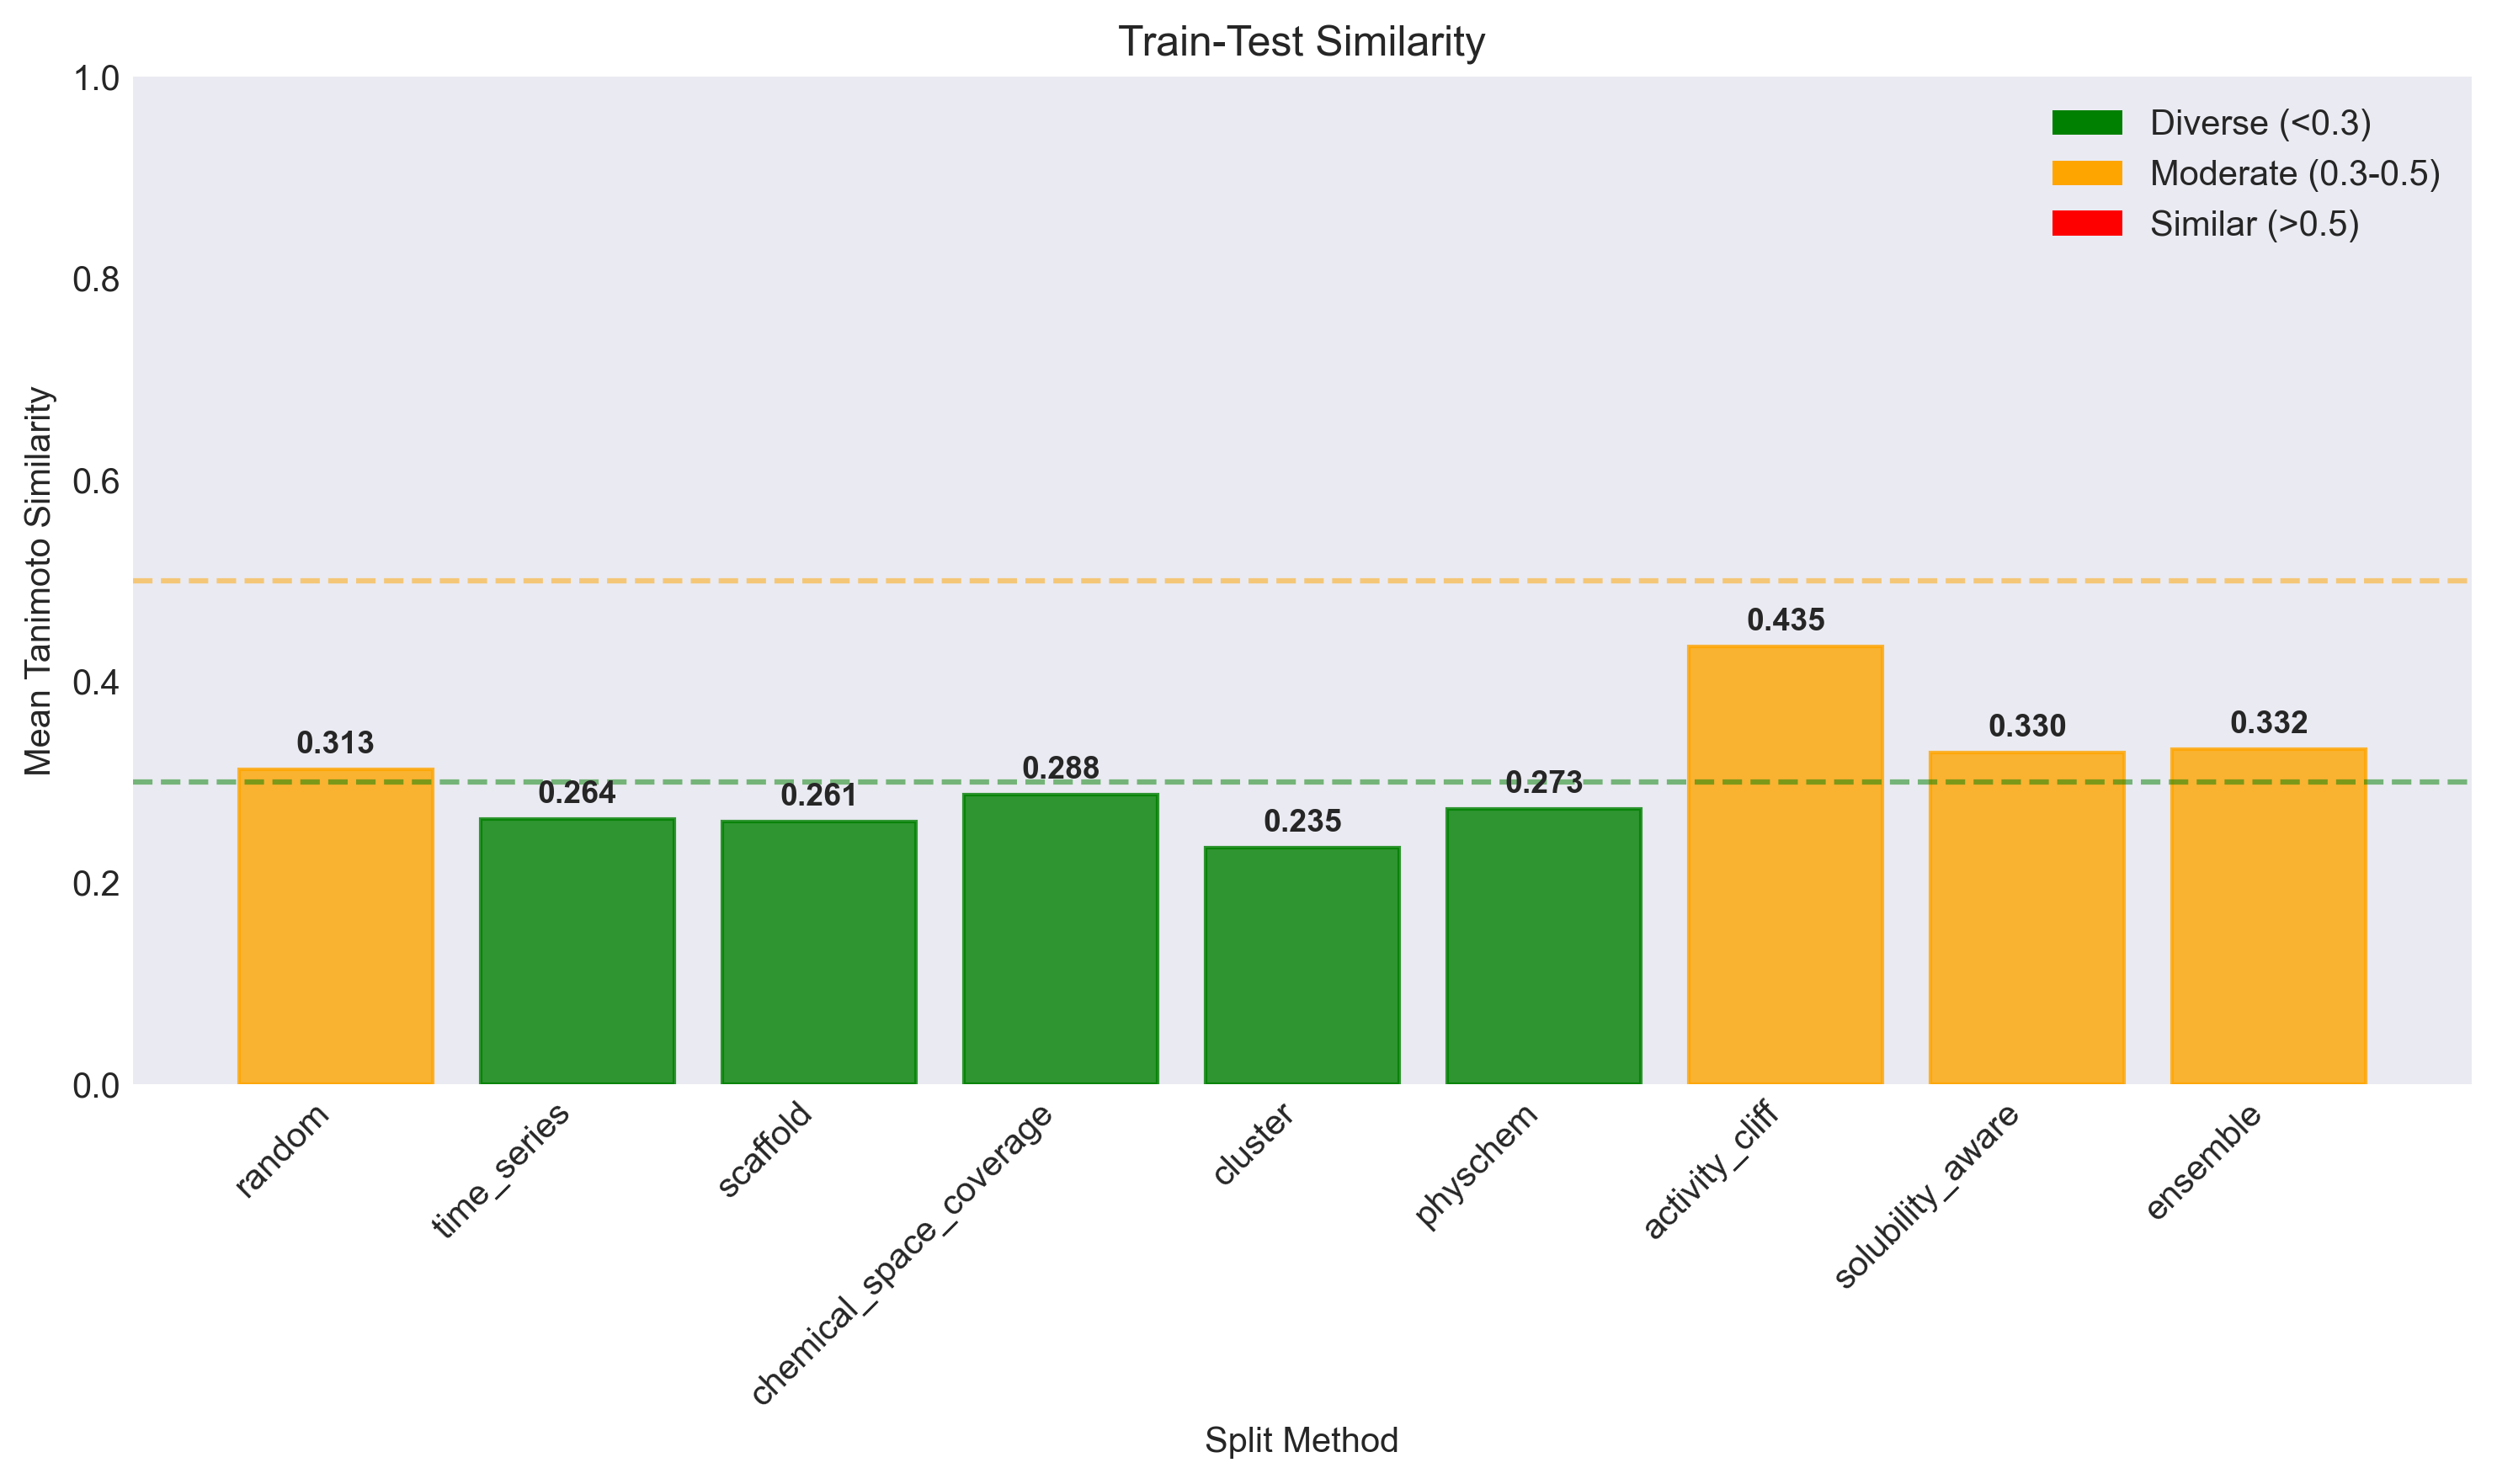 Train-Test Similarity
Diverse (<0.3)
Moderate (0.3-0.5)
Similar (>0.5)
Mean Tanimoto Similarity
1.0
0.8
0.6
0.4
0.2
0.0
0.313
0.264
0.261
0.288
0.235
0.273
0.435
0.330
0.332
random
time_series
scaffold
chemical_space_coverage
cluster
physchem
activity_cliff
solubility_aware
ensemble
Split Method